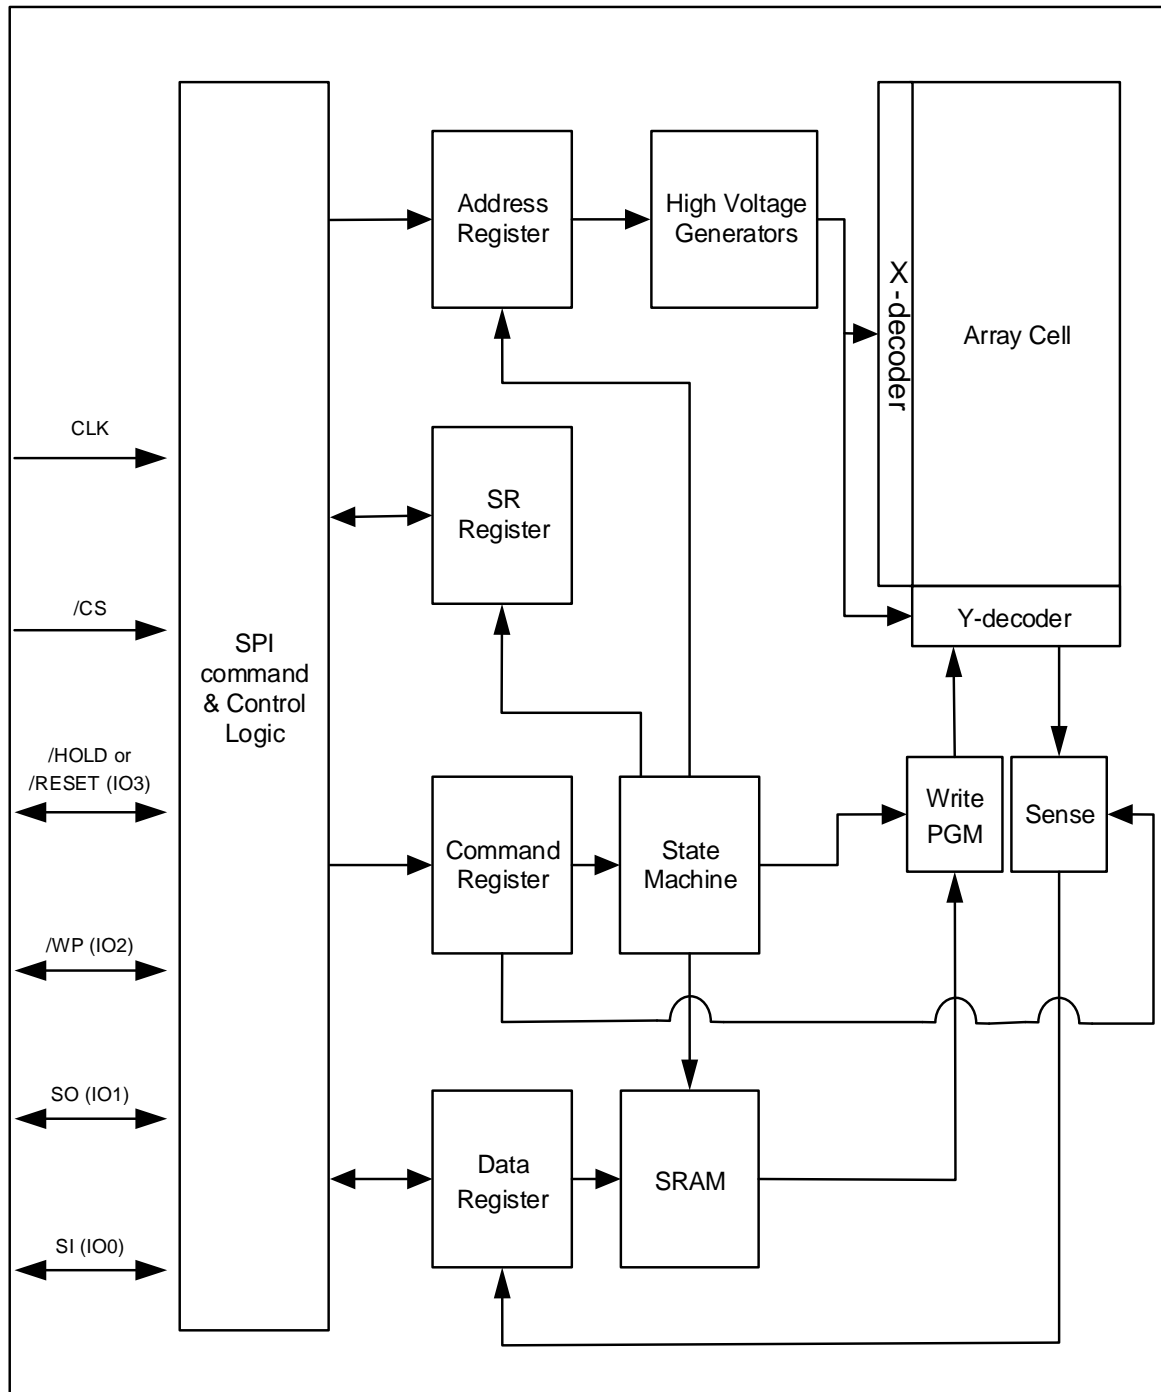 Address
Register
High Voltage
Generators
X-decoder
Array Cell
CLK
SR
Register
/CS
SPI
command
& Control
Logic
Y-decoder
/HOLD or
/RESET (IO3)
Command
Register
State
Machine
Write
PGM
Sense
/WP (IO2)
SO (IO1)
Data
Register
SRAM
SI (IO0)